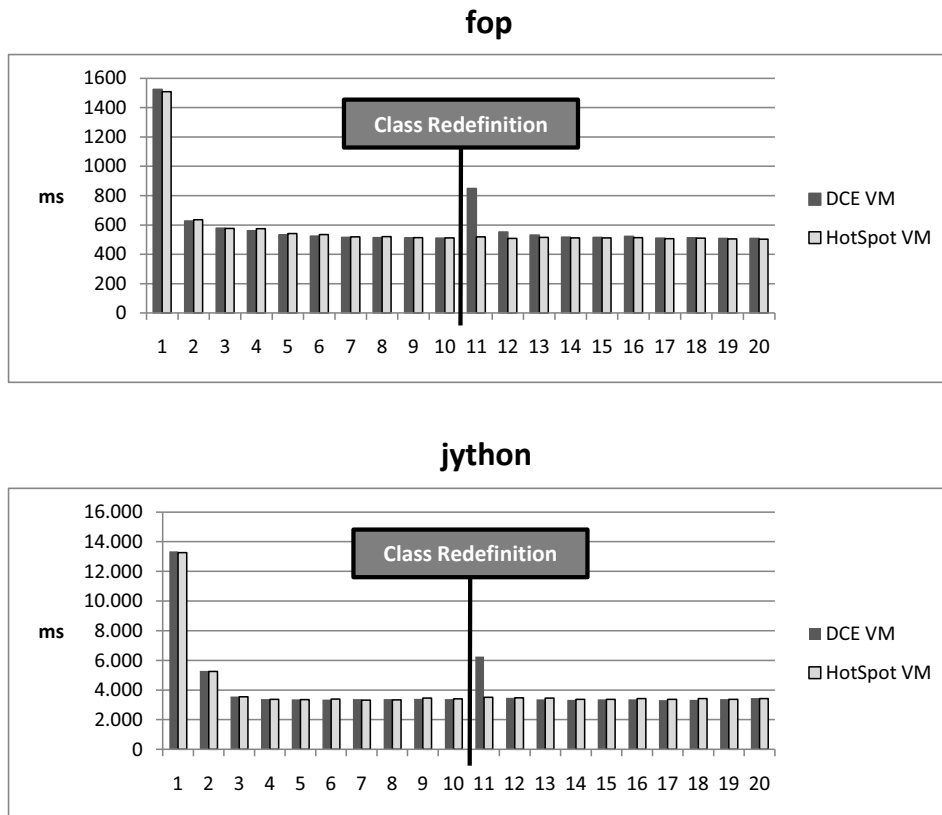 fop
1600
1400
1200
1000
800
600
400
200
0
ms
Class Redefinition
DCE VM
HotSpot VM
1 2 3 4 5 6 7 8 9 10 11 12 13 14 15 16 17 18 19 20
jython
16.000
14.000
12.000
10.000
8.000
6.000
4.000
2.000
0
ms
Class Redefinition
DCE VM
HotSpot VM
1 2 3 4 5 6 7 8 9 10 11 12 13 14 15 16 17 18 19 20